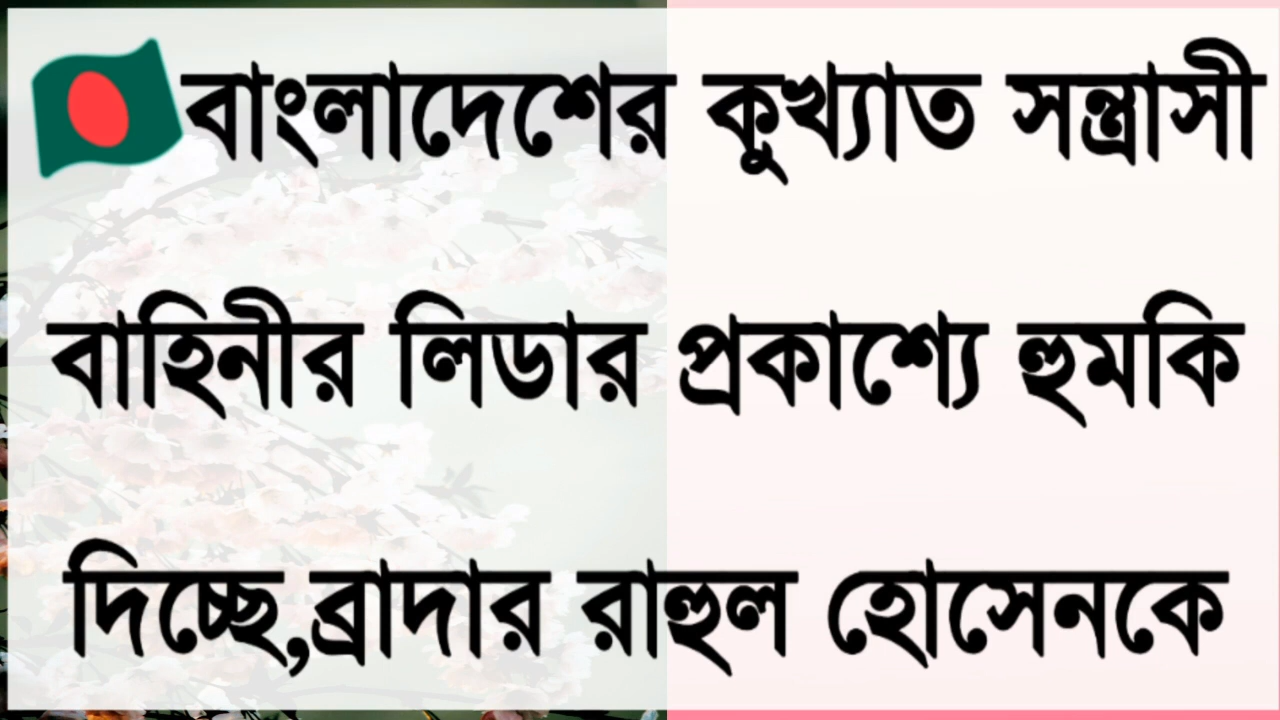 🇧🇩বাংলাদেশের কুখ্যাত সন্ত্রাসী
বাহিনীর লিডার প্রকাশ্যে হুমকি
দিচ্ছে,ব্রাদার রাহুল হোসেনকে